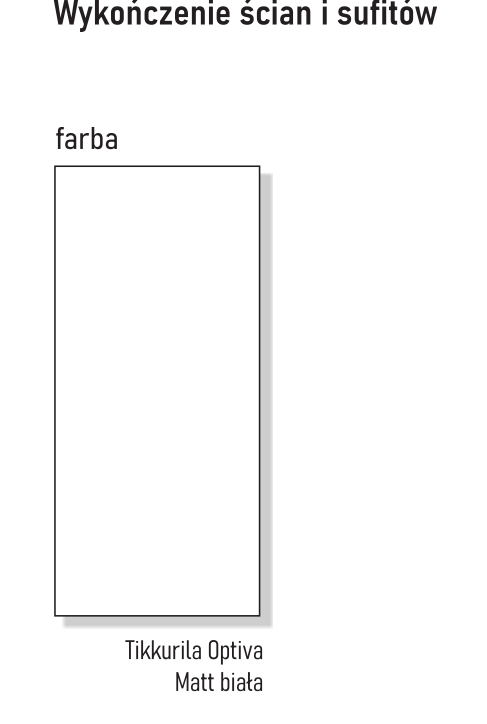 Wykończenie ścian i sufitów
farba
Tikkurila Optiva
Matt biała